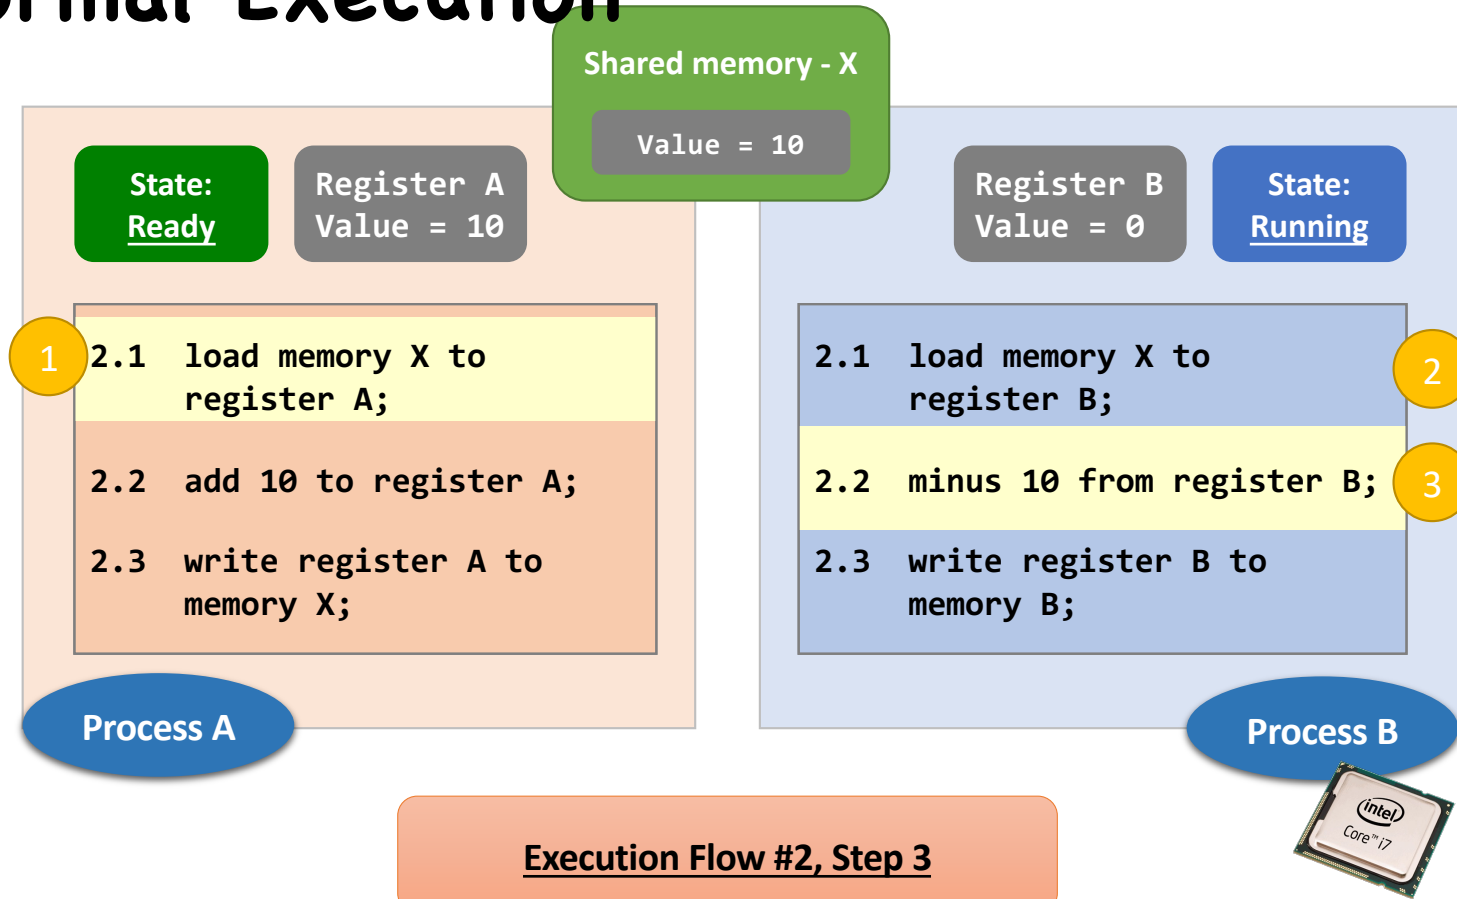 Execution
Shared memory - X
Value = 10
State:
Ready
Register A
Value = 10
Register B
Value = 0
State:
Running
1
2.1 load memory X to
register A;
2.2 add 10 to register A;
2.3 write register A to
memory X;
Process A
2.1 load memory X to
register B;
2
2.2 minus 10 from register B;
3
2.3 write register B to
memory B;
Process B
intel
Core™ i7
Execution Flow #2, Step 3